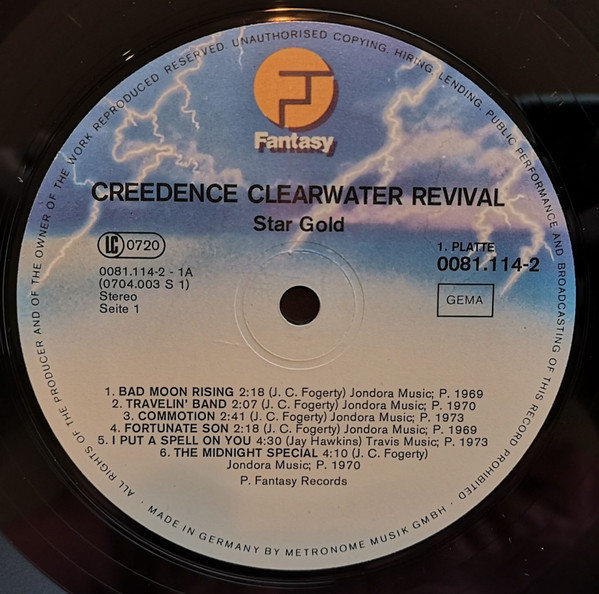 ALL RIGHTS OF THE PRODUCER AND OF THE OWNER OF THE WORK REPRODUCED RESERVED UNAUTHORISED COPYING, HIRING, LENDING, PUBLIC PERFORMANCE AND BROADCASTING OF THIS RECORD PROHIBITED ·
Fantasy
CREEDENCE CLEARWATER REVIVAL
Star Gold
LC 0720
1. PLATTE
0081.114-2
0081.114-2 - 1A
(0704.003 S 1)
Stereo
Seite 1
GEMA
1. BAD MOON RISING 2:18 (J. C. Fogerty) Jondora Music; P. 1969
2. TRAVELIN' BAND 2:07 (J. C. Fogerty) Jondora Music; P. 1970
3. COMMOTION 2:41 (J. C. Fogerty) Jondora Music; P. 1973
4. FORTUNATE SON 2:18 (J. C. Fogerty) Jondora Music; P. 1969
5. I PUT A SPELL ON YOU 4:30 (Jay Hawkins) Travis Music; P. 1973
6. THE MIDNIGHT SPECIAL 4:10 (J. C. Fogerty)
Jondora Music; P. 1970
P. Fantasy Records
· MADE IN GERMANY BY METRONOME MUSIK GMBH ·